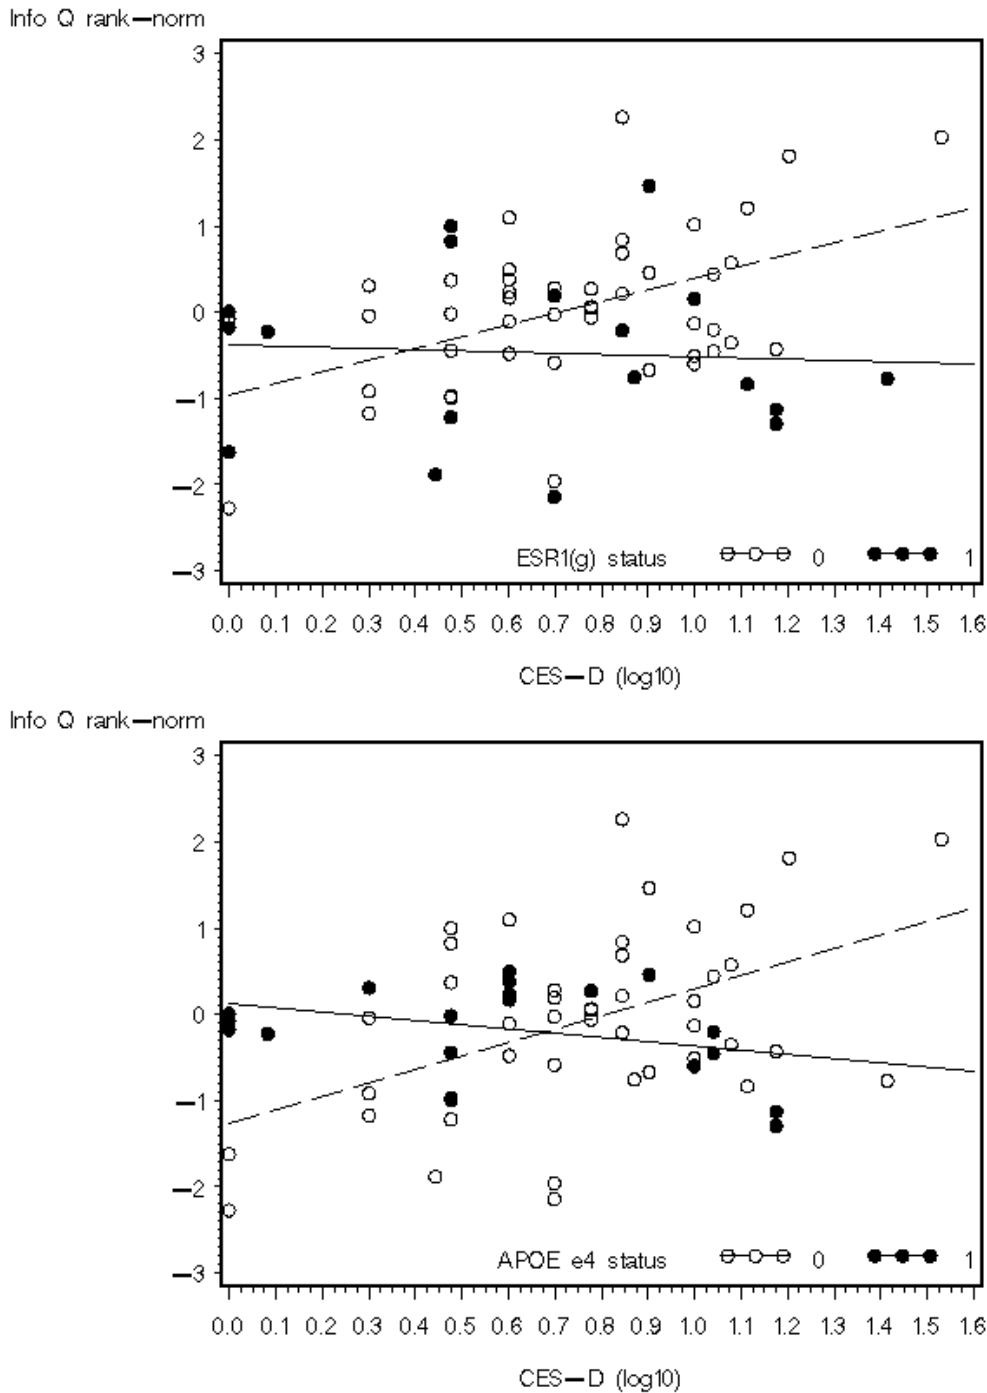 Info Q rank—norm
3
2
1
0
—1
—2
—3
ESR1(g) status 0 1
0.0 0.1 0.2 0.3 0.4 0.5 0.6 0.7 0.8 0.9 1.0 1.1 1.2 1.3 1.4 1.5 1.6
CES—D (log10)
Info Q rank—norm
3
2
1
0
—1
—2
—3
APOE e4 status 0 1
0.0 0.1 0.2 0.3 0.4 0.5 0.6 0.7 0.8 0.9 1.0 1.1 1.2 1.3 1.4 1.5 1.6
CES—D (log10)